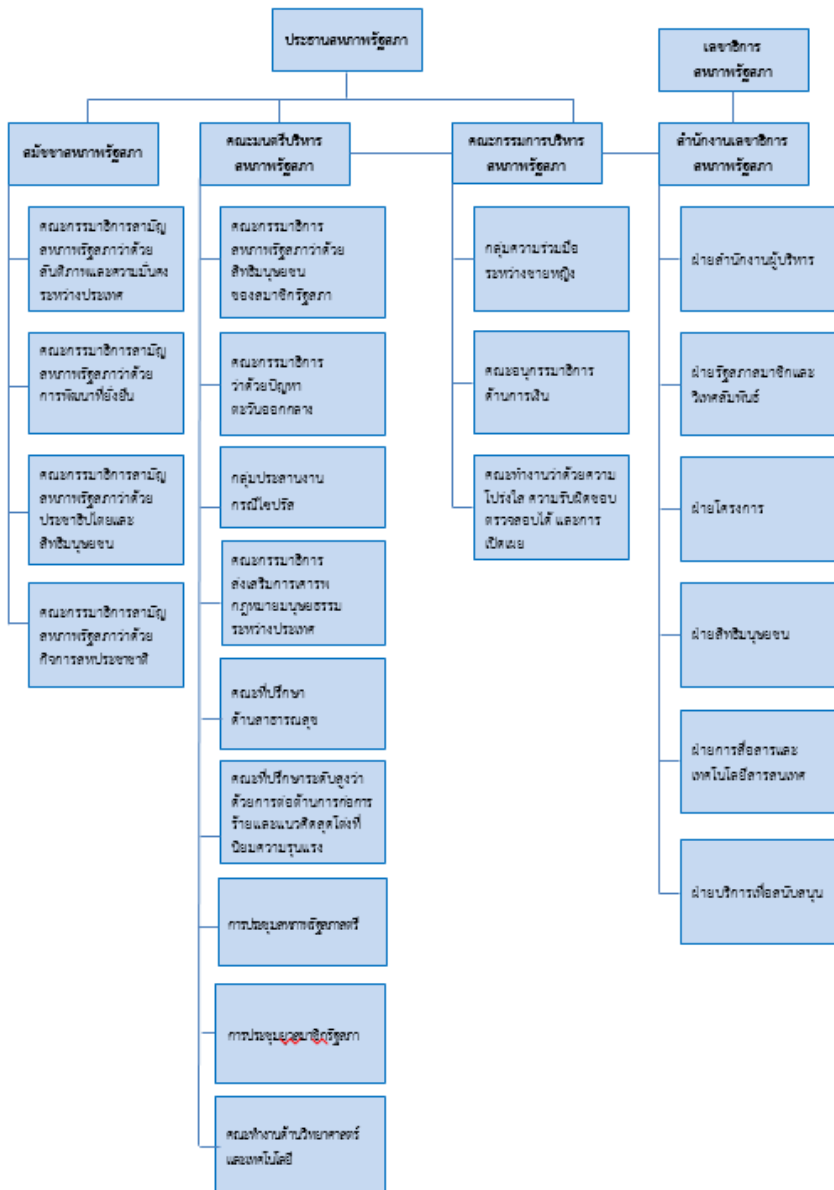 ประธานสหภาพรัฐสภา
เลขาธิการ
สหภาพรัฐสภา
สมัชชาสหภาพรัฐสภา
คณะมนตรีบริหาร
สหภาพรัฐสภา
คณะกรรมการบริหาร
สหภาพรัฐสภา
สำนักงานเลขาธิการ
สหภาพรัฐสภา
คณะกรรมาธิการสามัญ
สหภาพรัฐสภาว่าด้วย
สันติภาพและความมั่นคง
ระหว่างประเทศ
คณะกรรมาธิการสามัญ
สหภาพรัฐสภาว่าด้วย
การพัฒนาที่ยั่งยืน
คณะกรรมาธิการสามัญ
สหภาพรัฐสภาว่าด้วย
ประชาธิปไตยและ
สิทธิมนุษยชน
คณะกรรมาธิการสามัญ
สหภาพรัฐสภาว่าด้วย
กิจการสหประชาชาติ
คณะกรรมาธิการ
สหภาพรัฐสภาว่าด้วย
สิทธิมนุษยชน
ของสมาชิกรัฐสภา
คณะกรรมาธิการ
ว่าด้วยปัญหา
ตะวันออกกลาง
กลุ่มประสานงาน
กรณีไซปรัส
คณะกรรมาธิการ
ส่งเสริมการเคารพ
กฎหมายมนุษยธรรม
ระหว่างประเทศ
คณะที่ปรึกษา
ด้านสาธารณสุข
คณะที่ปรึกษาระดับสูงว่า
ด้วยการต่อต้านการก่อการ
ร้ายและแนวคิดสุดโต่งที่
นิยมความรุนแรง
การประชุมสหภาพรัฐสภาสตรี
การประชุมยุวสมาชิกรัฐสภา
คณะทำงานด้านวิทยาศาสตร์
และเทคโนโลยี
กลุ่มความร่วมมือ
ระหว่างชายหญิง
คณะอนุกรรมาธิการ
ด้านการเงิน
คณะทำงานว่าด้วยความ
โปร่งใส ความรับผิดชอบ
ตรวจสอบได้ และการ
เปิดเผย
ฝ่ายสำนักงานผู้บริหาร
ฝ่ายรัฐสภาสมาชิกและ
วิเทศสัมพันธ์
ฝ่ายโครงการ
ฝ่ายสิทธิมนุษยชน
ฝ่ายการสื่อสารและ
เทคโนโลยีสารสนเทศ
ฝ่ายบริการเพื่อสนับสนุน